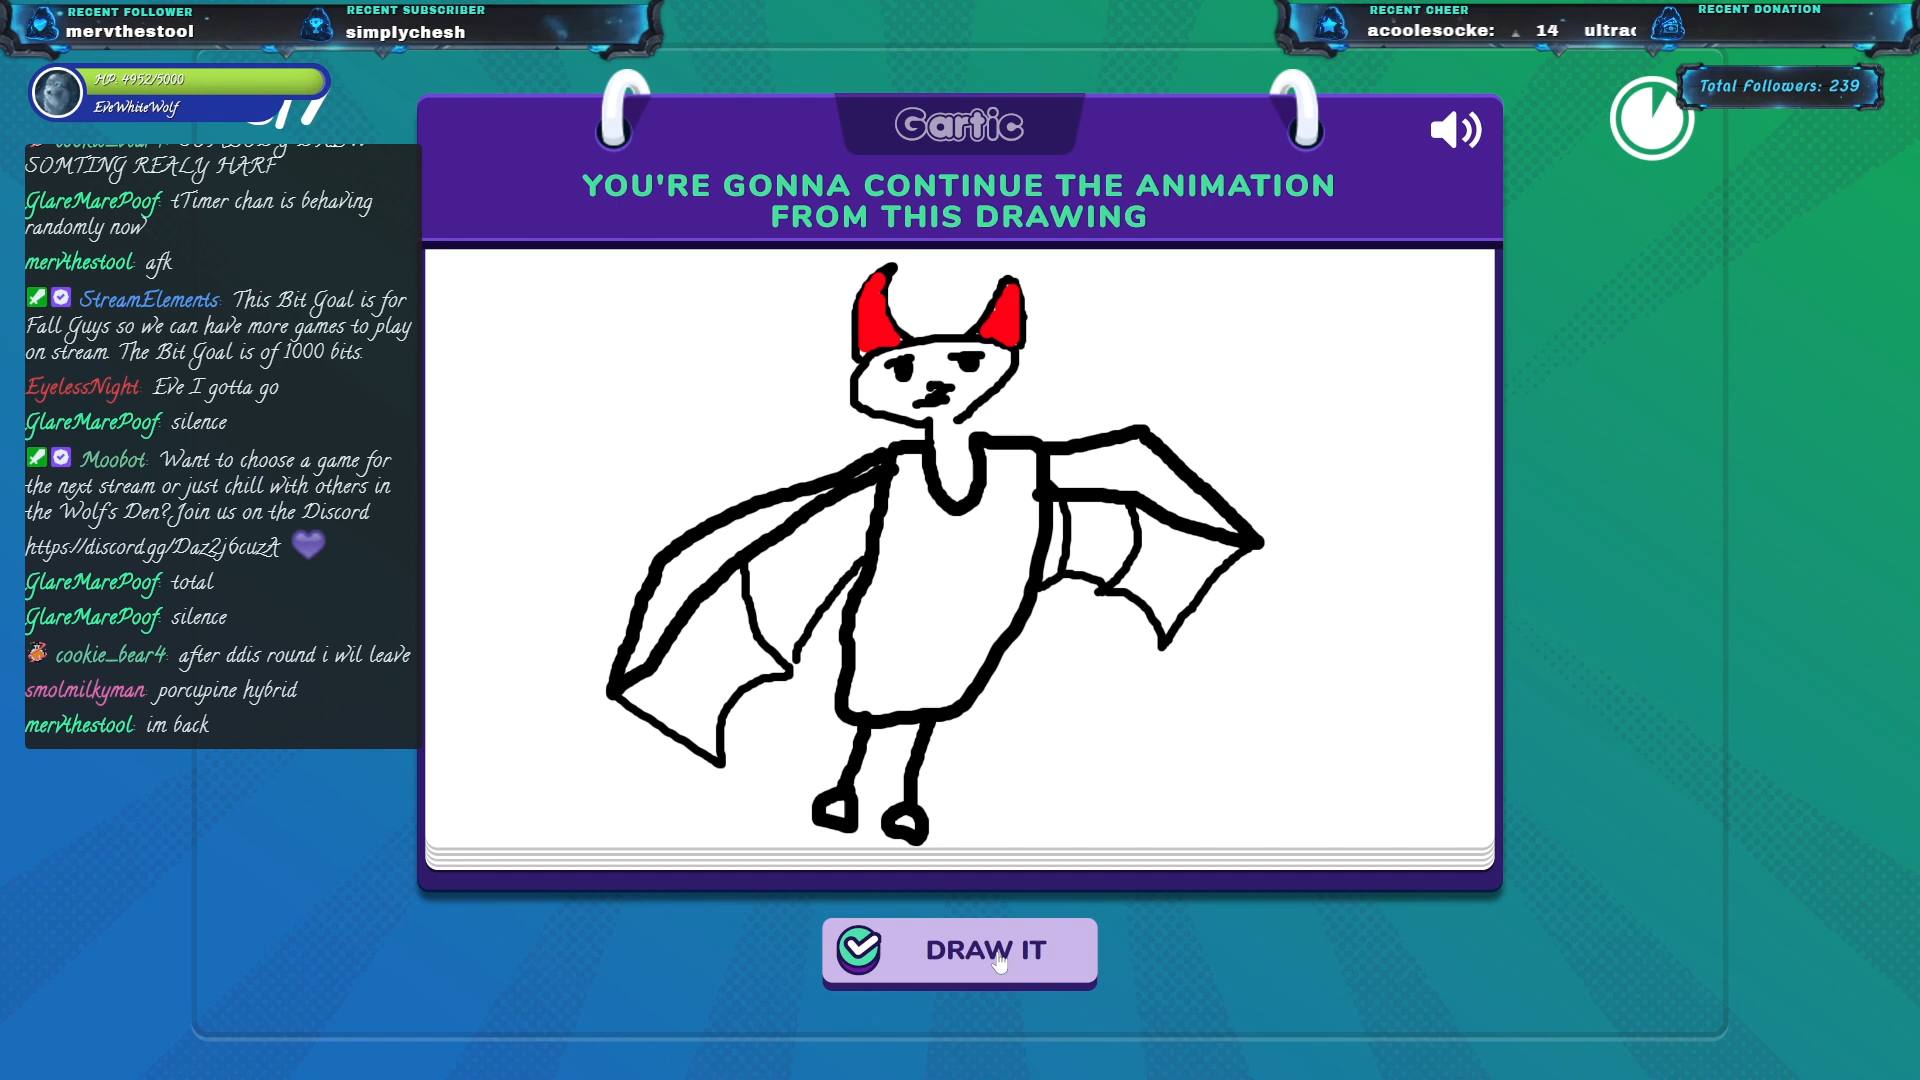 RECENT FOLLOWER
mervthestool
RECENT SUBSCRIBER
simplychesh
RECENT CHEER
acoolesocke: 14 ultrac
RECENT DONATION
HP: 4952/5000
EveWhiteWolf
Total Followers: 239
Gartic
YOU'RE GONNA CONTINUE THE ANIMATION
FROM THIS DRAWING
SOMTING REALY HARF
GlareMarePoof: tTimer chan is behaving
randomly now
mervthestool: afk
StreamElements: This Bit Goal is for
Fall Guys so we can have more games to play
on stream. The Bit Goal is of 1000 bits.
EyelessNight: Eve I gotta go
GlareMarePoof: silence
Moobot: Want to choose a game for
the next stream or just chill with others in
the Wolf's Den? Join us on the Discord
https://discord.gg/Daz2j6cuzA
GlareMarePoof: total
GlareMarePoof: silence
cookie_bear4: after ddis round i wil leave
smolmilkyman: porcupine hybrid
mervthestool: im back
DRAW IT